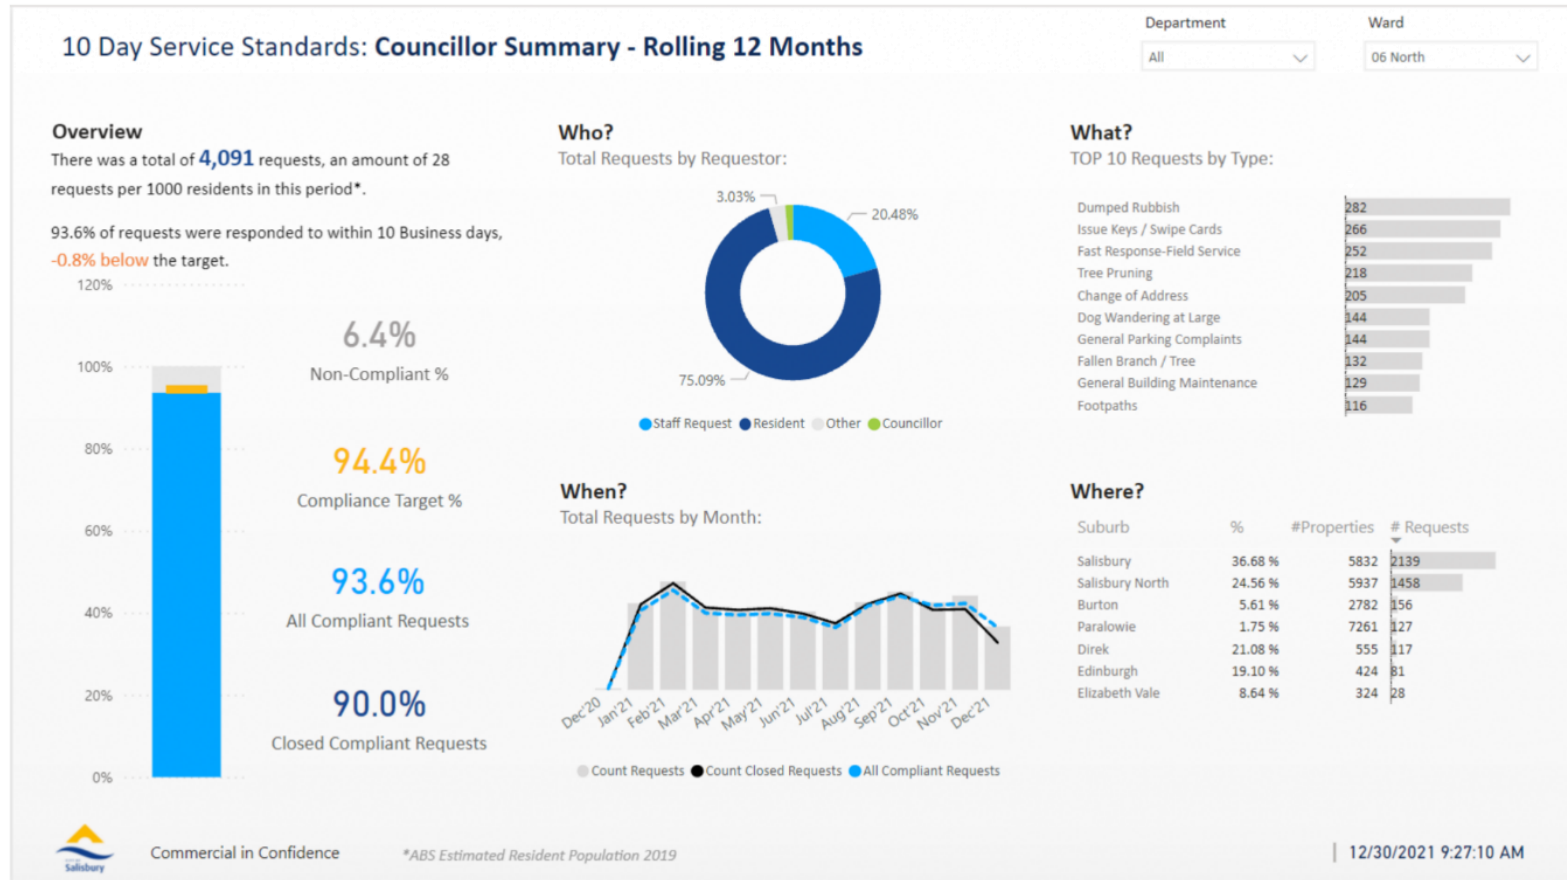 10 Day Service Standards: Councillor Summary - Rolling 12 Months
Department
All
Ward
06 North
Overview
There was a total of 4,091 requests, an amount of 28
requests per 1000 residents in this period*.
93.6% of requests were responded to within 10 Business days,
-0.8% below the target.
120%
100%
80%
60%
40%
20%
0%
6.4%
Non-Compliant %
94.4%
Compliance Target %
93.6%
All Compliant Requests
90.0%
Closed Compliant Requests
Who?
Total Requests by Requestor:
3.03%
20.48%
75.09%
Staff Request Resident Other Councillor
When?
Total Requests by Month:
Dec'20 Jan'21 Feb'21 Mar'21 Apr'21 May'21 Jun'21 Jul'21 Aug'21 Sep'21 Oct'21 Nov'21 Dec'21
Count Requests Count Closed Requests All Compliant Requests
What?
TOP 10 Requests by Type:
Dumped Rubbish 282
Issue Keys / Swipe Cards 266
Fast Response-Field Service 252
Tree Pruning 218
Change of Address 205
Dog Wandering at Large 144
General Parking Complaints 144
Fallen Branch / Tree 132
General Building Maintenance 129
Footpaths 116
Where?
Suburb % #Properties # Requests
Salisbury 36.68 % 5832 2139
Salisbury North 24.56 % 5937 1458
Burton 5.61 % 2782 156
Paralowie 1.75 % 7261 127
Direk 21.08 % 555 117
Edinburgh 19.10 % 424 81
Elizabeth Vale 8.64 % 324 28
Salisbury
Commercial in Confidence
*ABS Estimated Resident Population 2019
12/30/2021 9:27:10 AM